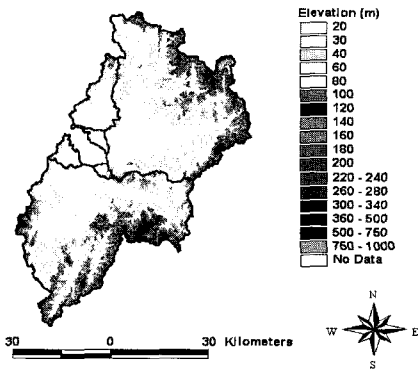 Elevation (m)
20
30
40
60
80
100
120
140
160
180
200
220 - 240
260 - 280
300 - 340
360 - 500
500 - 750
750 - 1000
No Data
N
W E
S
30 0 30 Kilometers